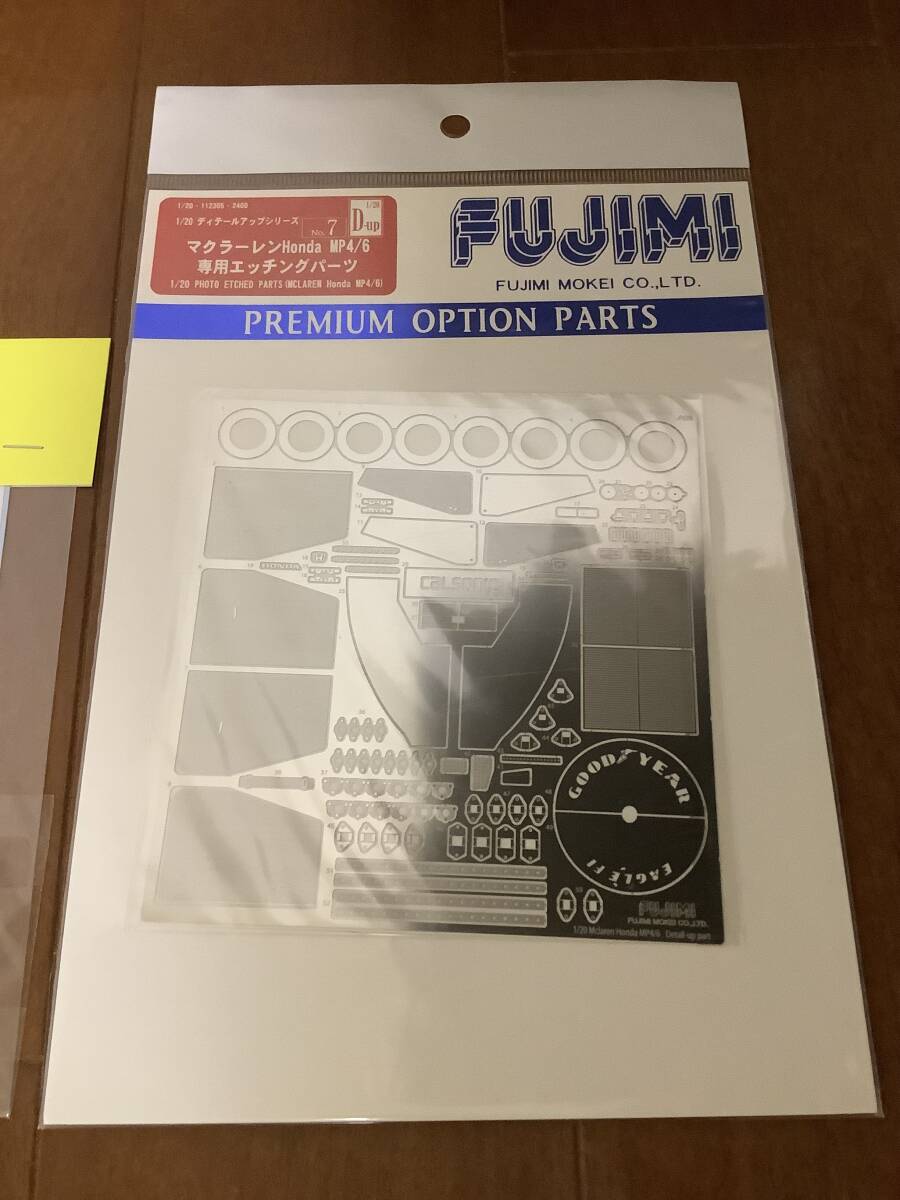 1/20・112305・2400
1/20 ディテールアップシリーズ No. 7
1/20 D-up
マクラーレンHonda MP4/6
専用エッチングパーツ
1/20 PHOTO ETCHED PARTS(MCLAREN Honda MP4/6)
FUJIMI
FUJIMI MOKEI CO.,LTD.
PREMIUM OPTION PARTS
HONDA
calsonic
GOODYEAR
EAGLE F1
FUJIMI
FUJIMI MOKEI CO.,LTD.
1/20 Mclaren Honda MP4/6 Detail-up part